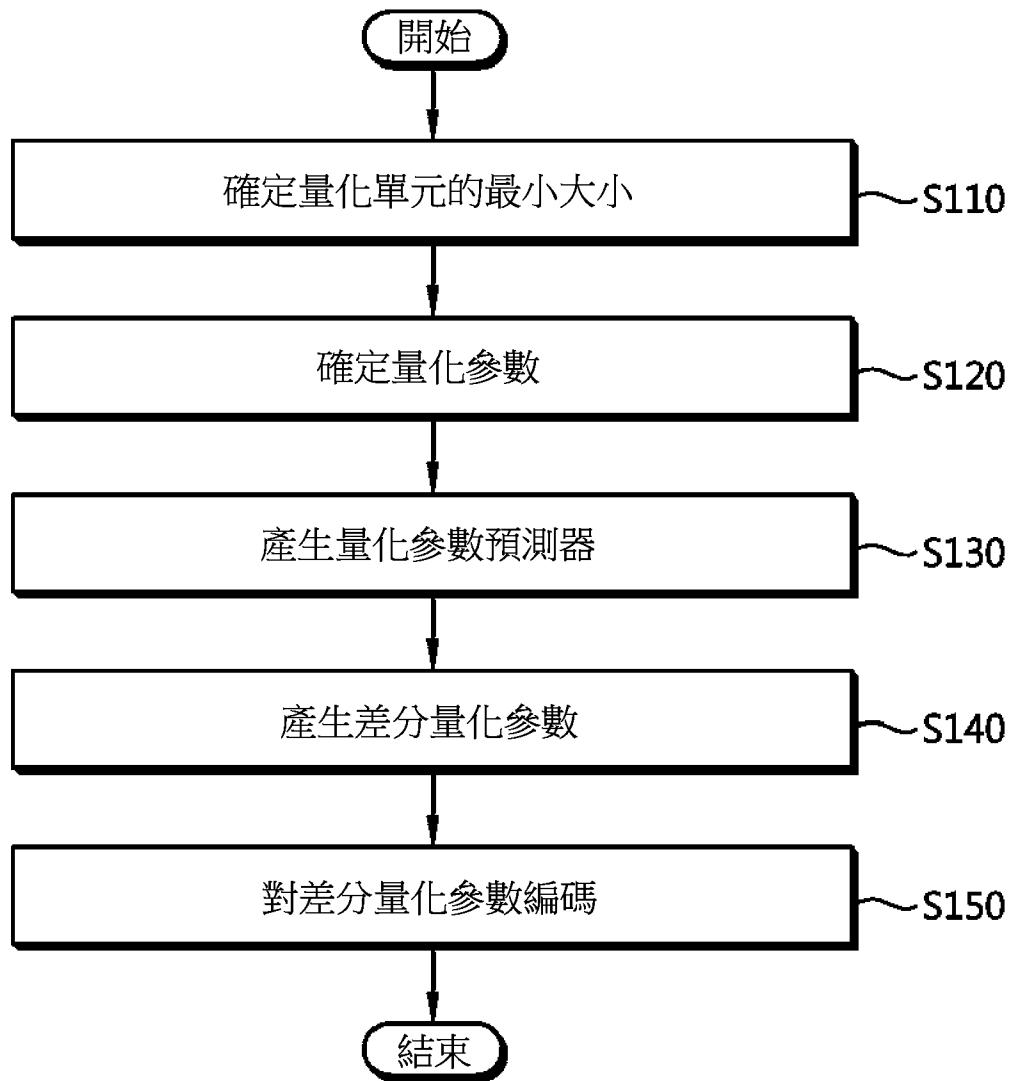 開始
確定量化單元的最小大小
S110
確定量化參數
S120
產生量化參數預測器
S130
產生差分量化參數
S140
對差分量化參數編碼
S150
結束